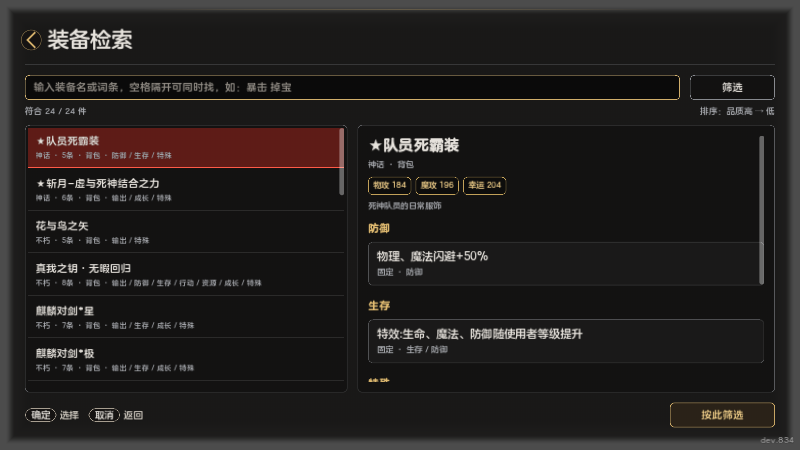 装备检索
输入装备名或词条，空格隔开可同时找，如：暴击 掉宝
筛选
符合 24 / 24 件
排序：品质高 → 低
★队员死霸装
神话 · 5条 · 背包 · 防御 / 生存 / 特殊
★斩月-虚与死神结合之力
神话 · 6条 · 背包 · 输出 / 成长 / 特殊
花与鸟之矢
不朽 · 5条 · 背包 · 输出 / 特殊
真我之钥·无暇回归
不朽 · 8条 · 背包 · 输出 / 防御 / 生存 / 行动 / 资源 / 成长 / 特殊
麒麟对剑*星
不朽 · 7条 · 背包 · 输出 / 生存 / 成长 / 特殊
麒麟对剑*极
不朽 · 7条 · 背包 · 输出 / 生存 / 成长 / 特殊
★队员死霸装
神话 · 背包
物攻 184 魔攻 196 幸运 204
死神队员的日常服饰
防御
物理、魔法闪避+50%
固定 · 防御
生存
特效:生命、魔法、防御随使用者等级提升
固定 · 生存 / 防御
特殊
确定 选择 取消 返回
按此筛选
dev.834